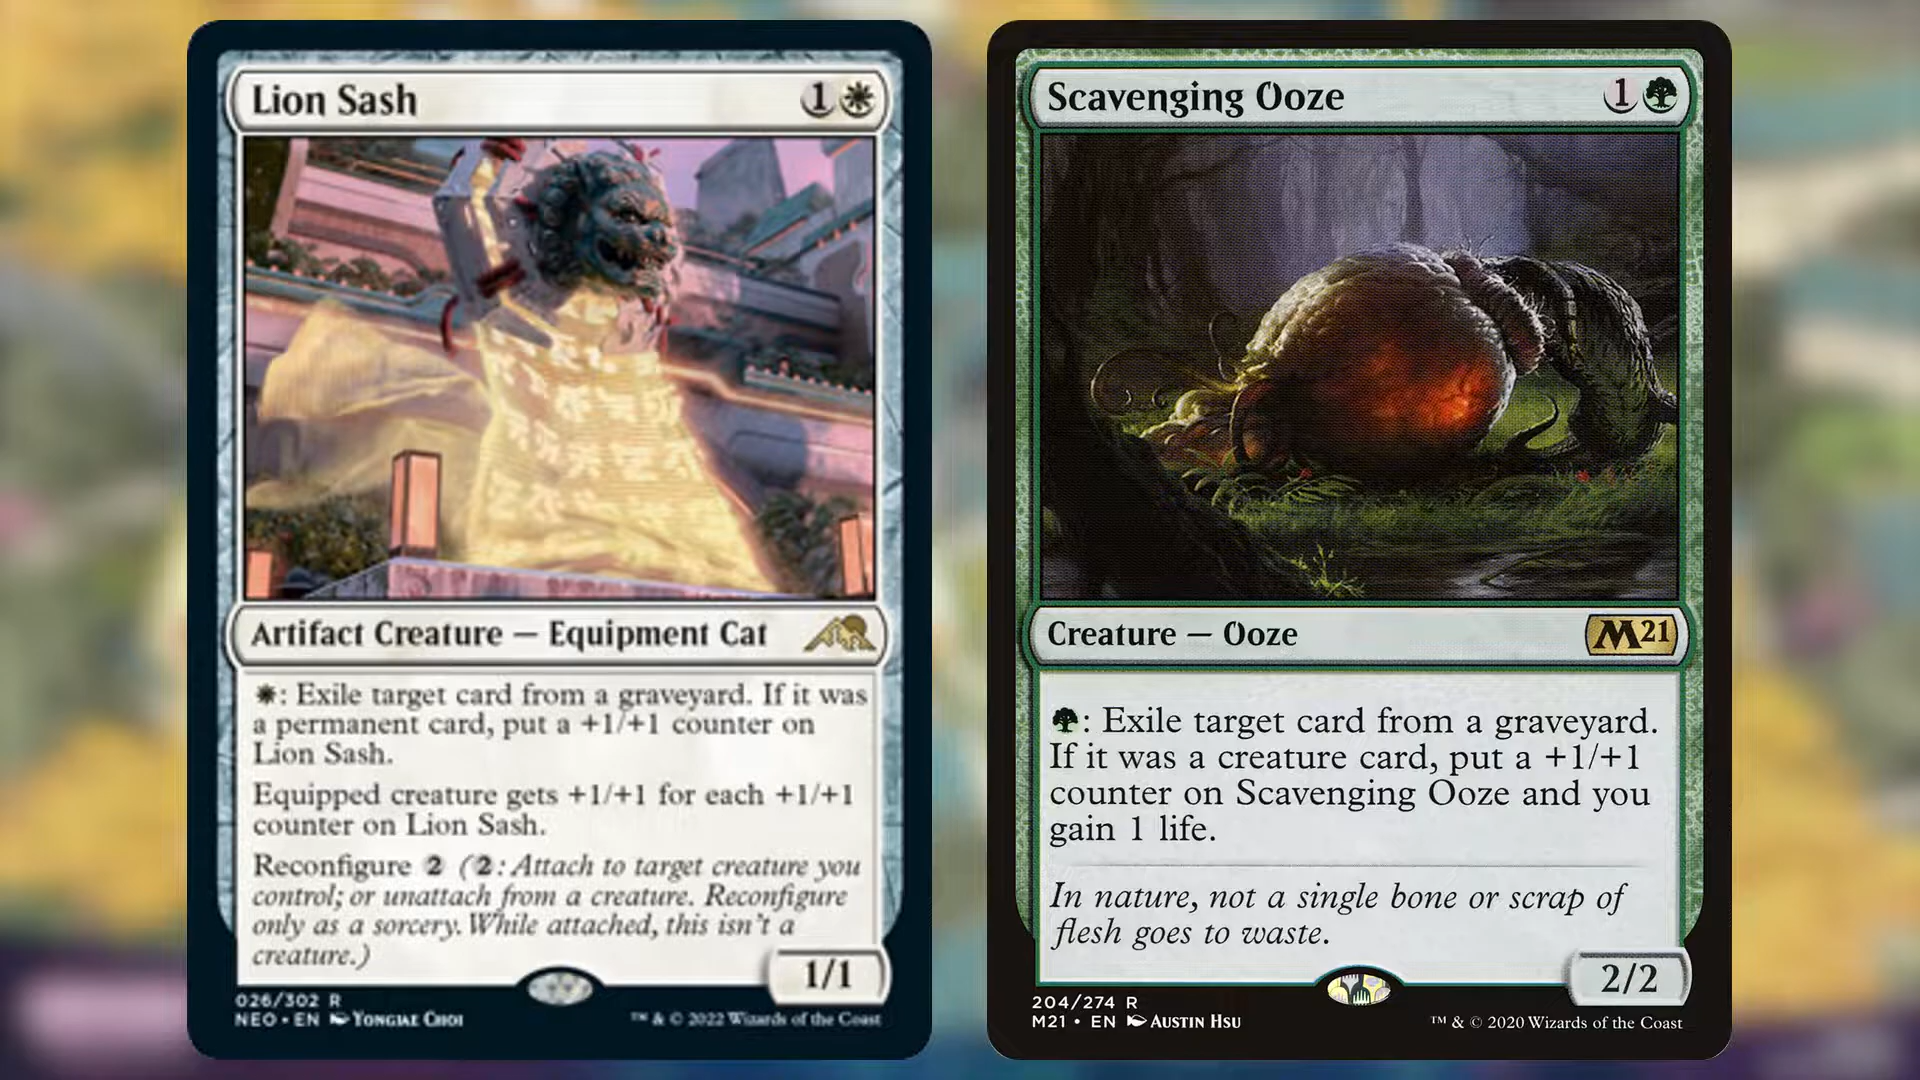 Lion Sash
1
Artifact Creature — Equipment Cat
: Exile target card from a graveyard. If it was
a permanent card, put a +1/+1 counter on
Lion Sash.
Equipped creature gets +1/+1 for each +1/+1
counter on Lion Sash.
Reconfigure 2 (2: Attach to target creature you
control; or unattach from a creature. Reconfigure
only as a sorcery. While attached, this isn't a
creature.)
1/1
026/302 R
NEO • EN YONGJAE CHOI
™ & © 2022 Wizards of the Coast
Scavenging Ooze
1
Creature — Ooze
M21
: Exile target card from a graveyard.
If it was a creature card, put a +1/+1
counter on Scavenging Ooze and you
gain 1 life.
In nature, not a single bone or scrap of
flesh goes to waste.
2/2
204/274 R
M21 • EN AUSTIN HSU
™ & © 2020 Wizards of the Coast